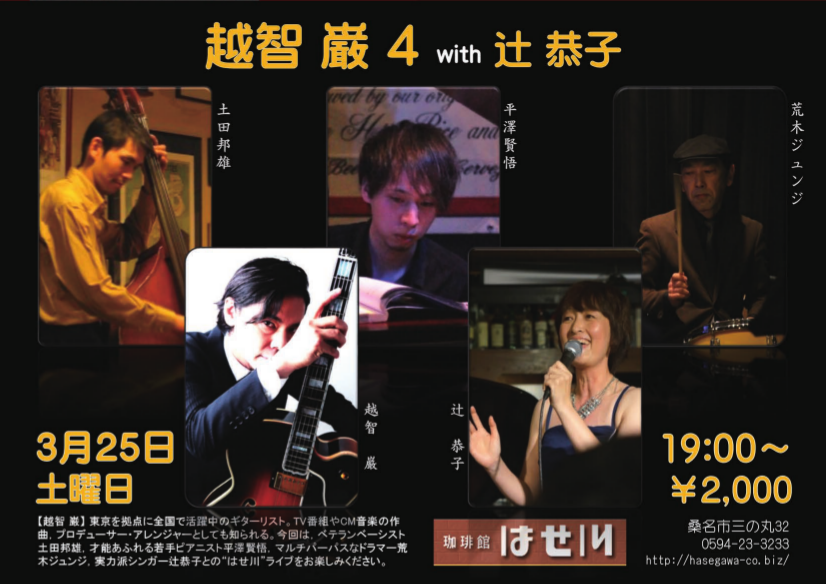 越智 巌 4 with 辻 恭子
土田邦雄
平澤賢悟
荒木ジュンジ
越智 巌
辻 恭子
3月25日
土曜日
19:00～
￥2,000
【越智 巌】東京を拠点に全国で活躍中のギターリスト。TV番組やCM音楽の作
曲，プロデューサー・アレンジャーとしても知られる。今回は，ベテランベーシスト
土田邦雄，才能あふれる若手ピアニスト平澤賢悟，マルチパーパスなドラマー荒
木ジュンジ，実力派シンガー辻恭子との“はせ川”ライブをお楽しみください。
珈琲館 はせ川
桑名市三の丸32
0594-23-3233
http://hasegawa-co.biz/